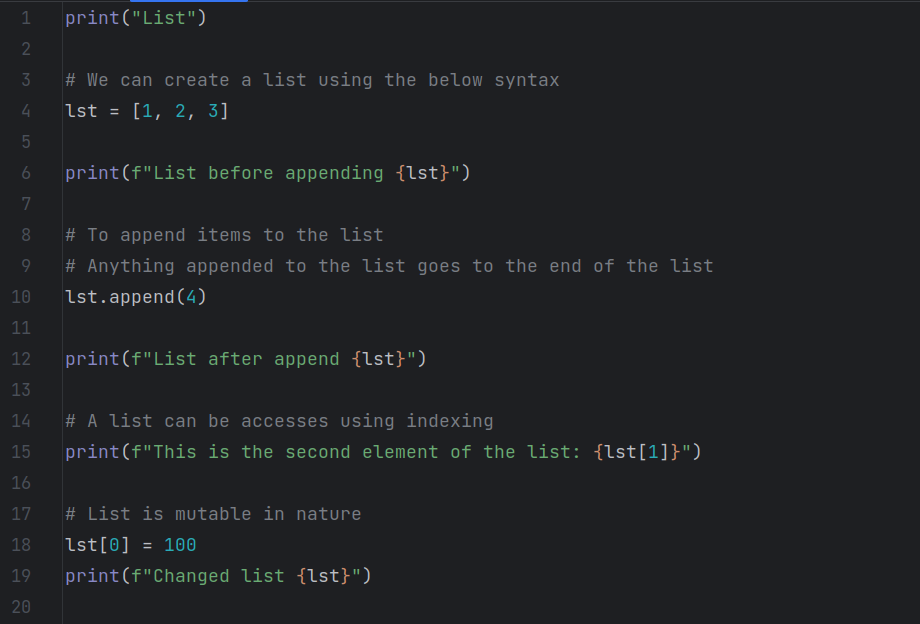 1 print("List")
2
3 # We can create a list using the below syntax
4 lst = [1, 2, 3]
5
6 print(f"List before appending {lst}")
7
8 # To append items to the list
9 # Anything appended to the list goes to the end of the list
10 lst.append(4)
11
12 print(f"List after append {lst}")
13
14 # A list can be accesses using indexing
15 print(f"This is the second element of the list: {lst[1]}")
16
17 # List is mutable in nature
18 lst[0] = 100
19 print(f"Changed list {lst}")
20